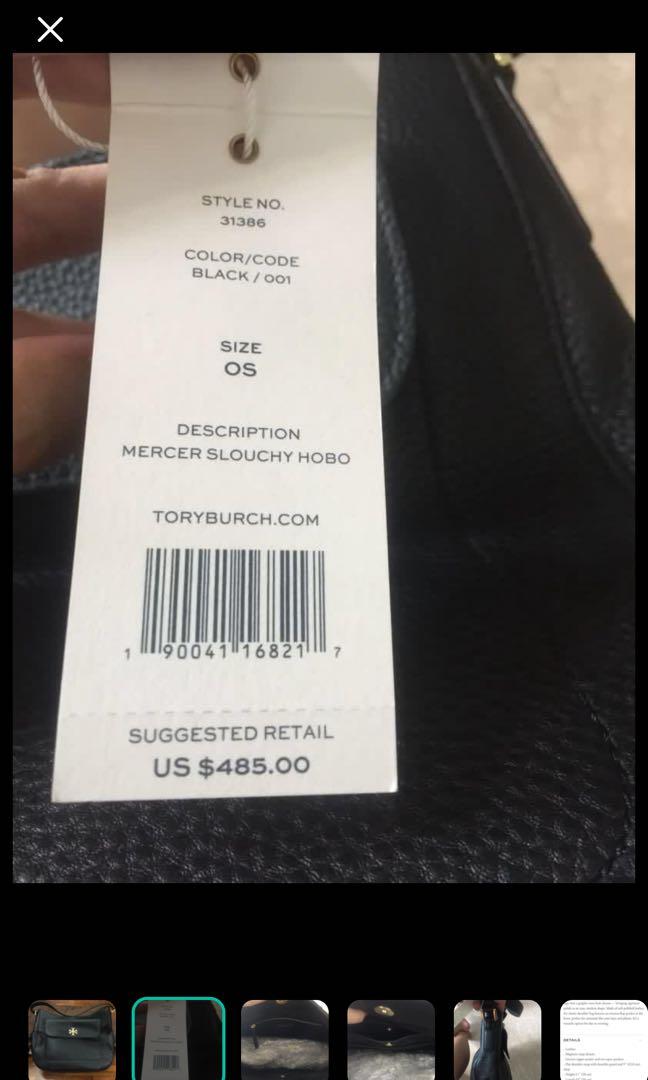 STYLE NO.
31386
COLOR/CODE
BLACK / 001
SIZE
OS
DESCRIPTION
MERCER SLOUCHY HOBO
TORYBURCH.COM
1 90041 16821 7
SUGGESTED RETAIL
US $485.00
DETAILS